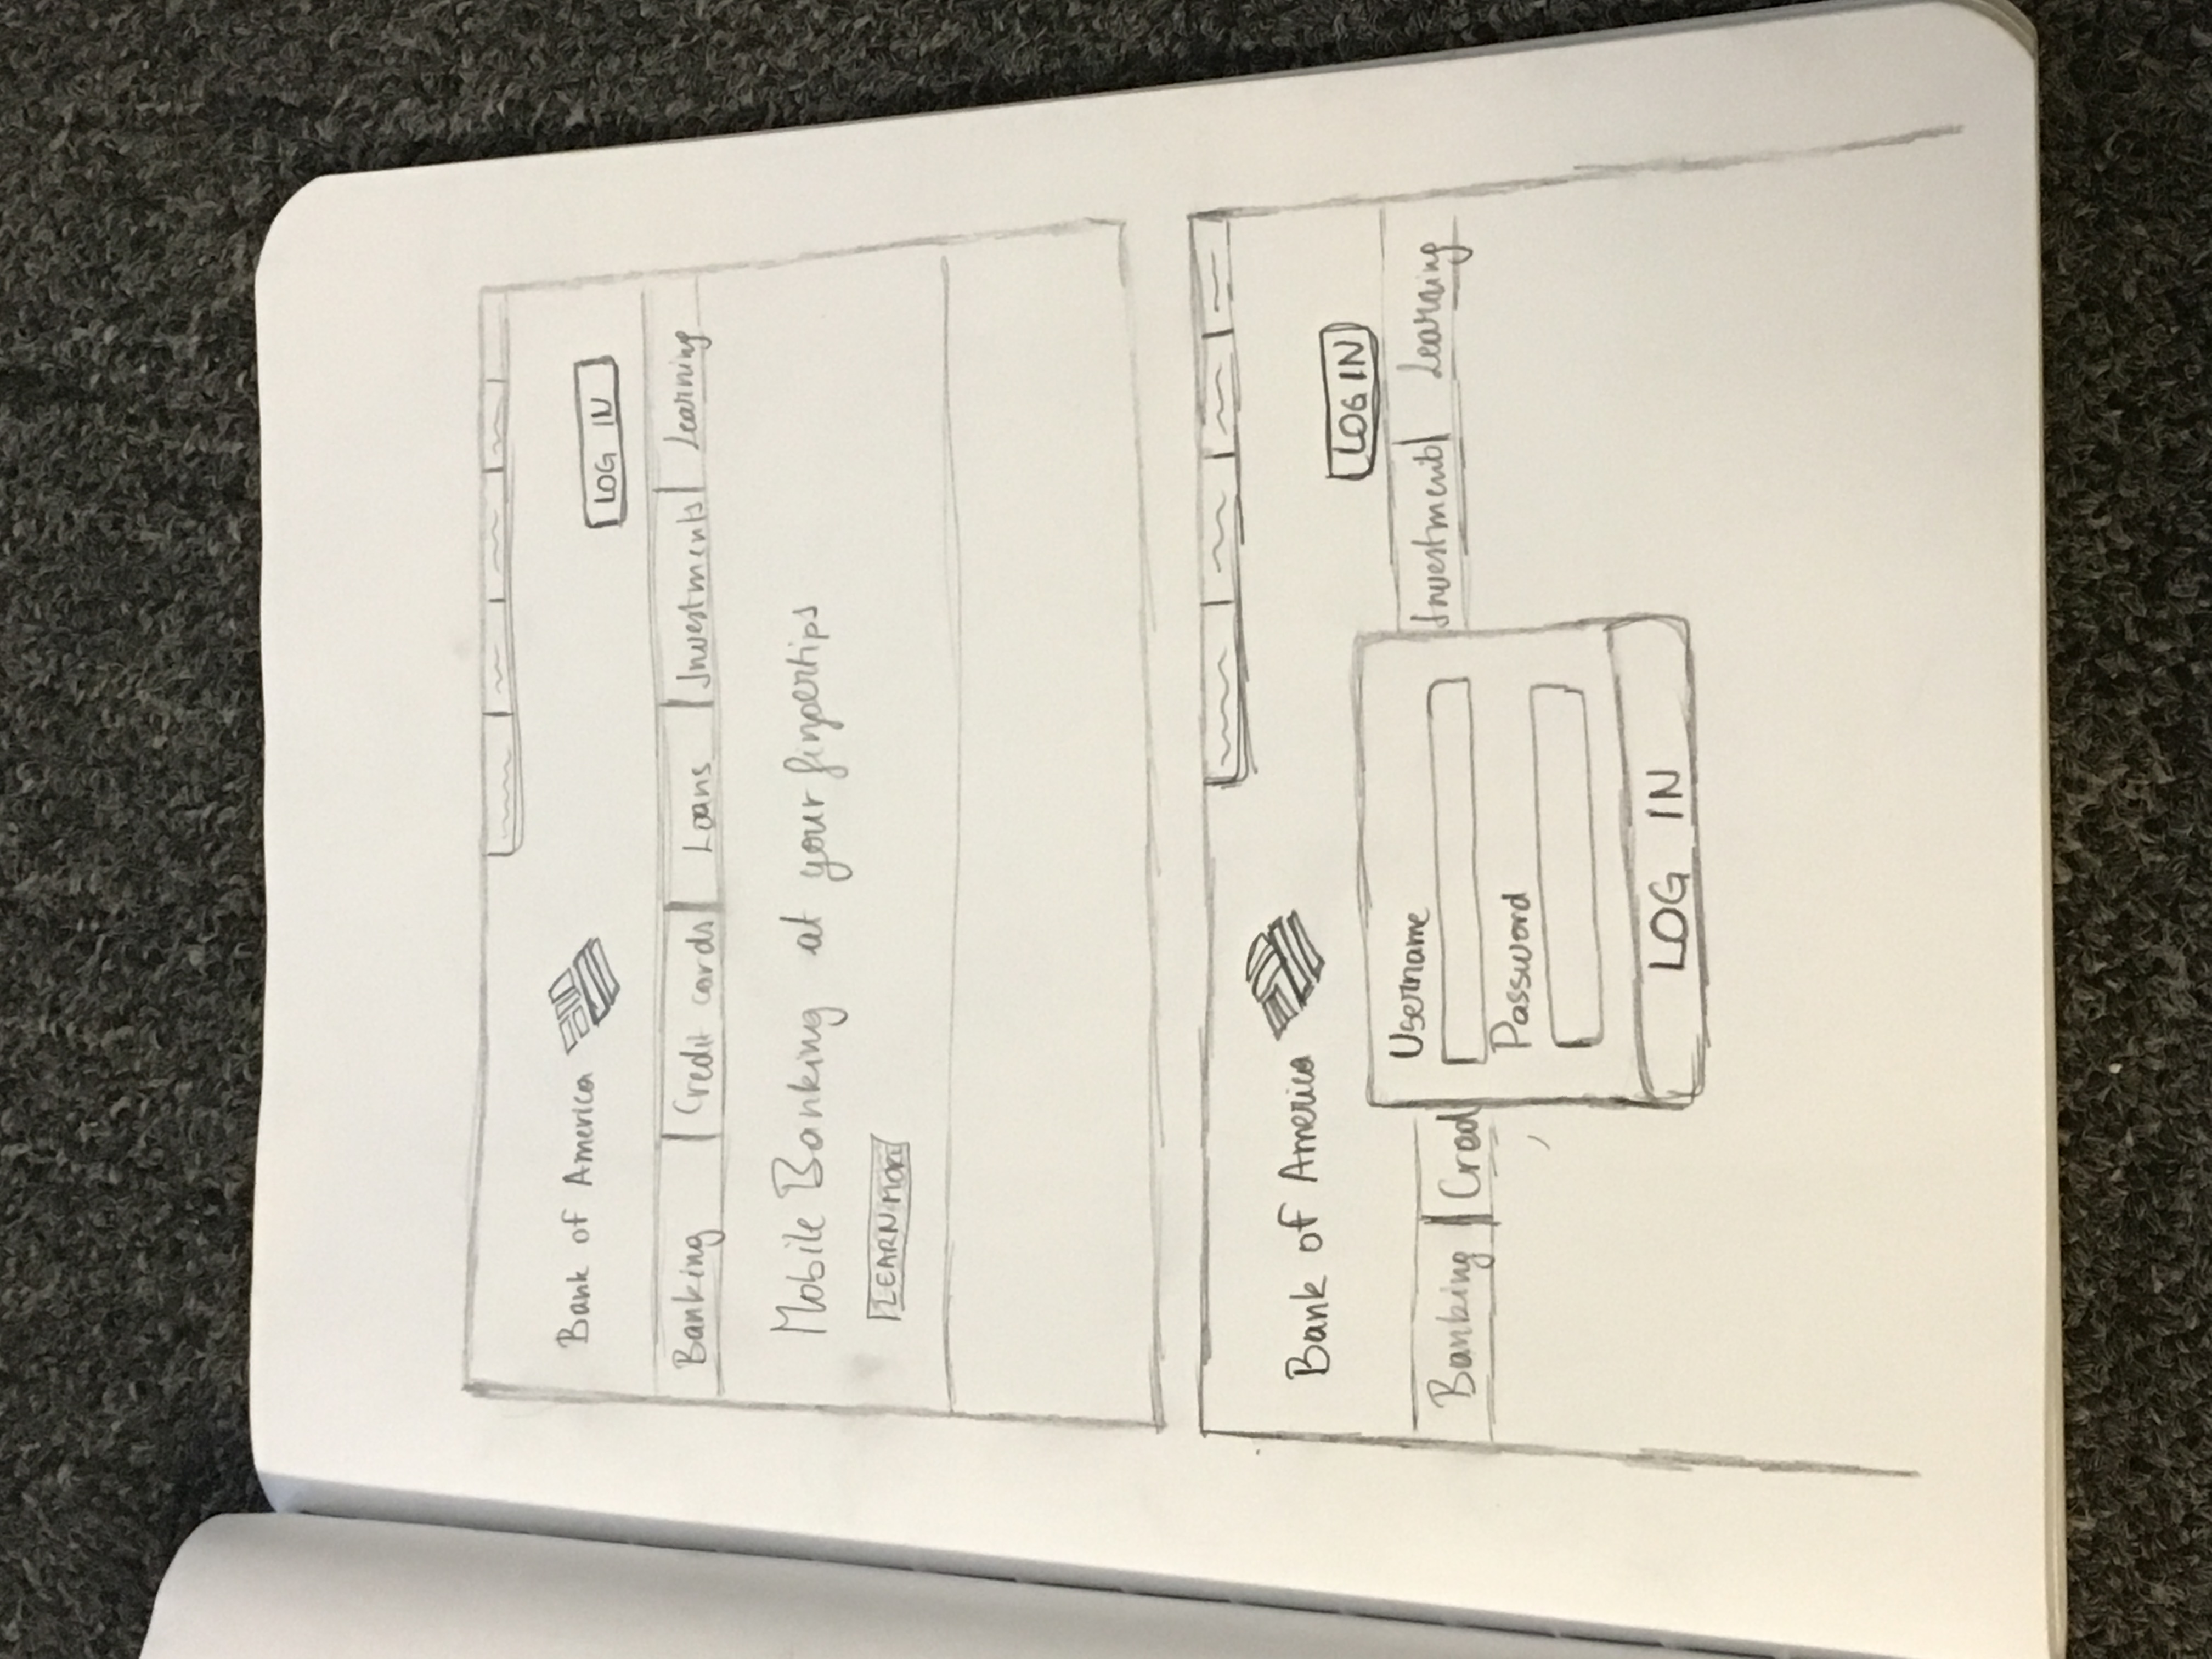 Bank of America
LOG IN
Banking Credit cards Loans Investments Learning
Mobile Banking at your fingertips
LEARN MORE
Bank of America
LOG IN
Banking Cred Investment Learning
Username
Password
LOG IN